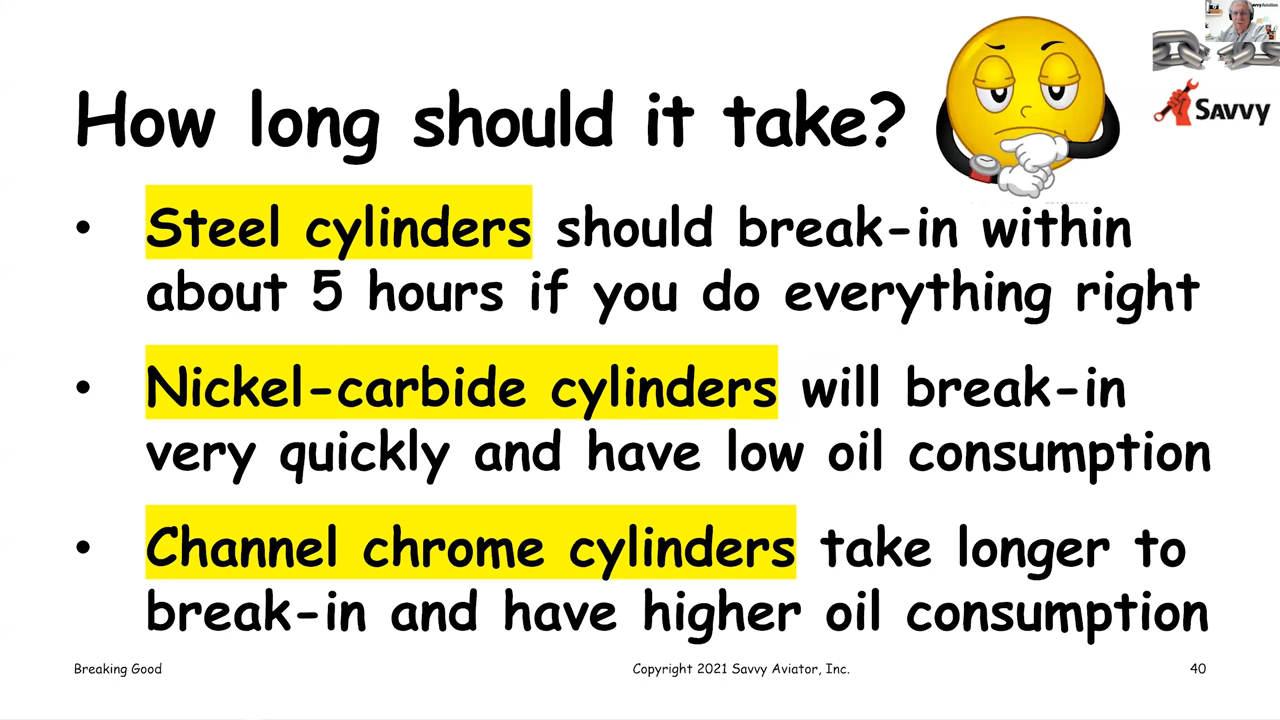 How long should it take?
SAVVY
• Steel cylinders should break-in within
about 5 hours if you do everything right
• Nickel-carbide cylinders will break-in
very quickly and have low oil consumption
• Channel chrome cylinders take longer to
break-in and have higher oil consumption
Breaking Good
Copyright 2021 Savvy Aviator, Inc.
40